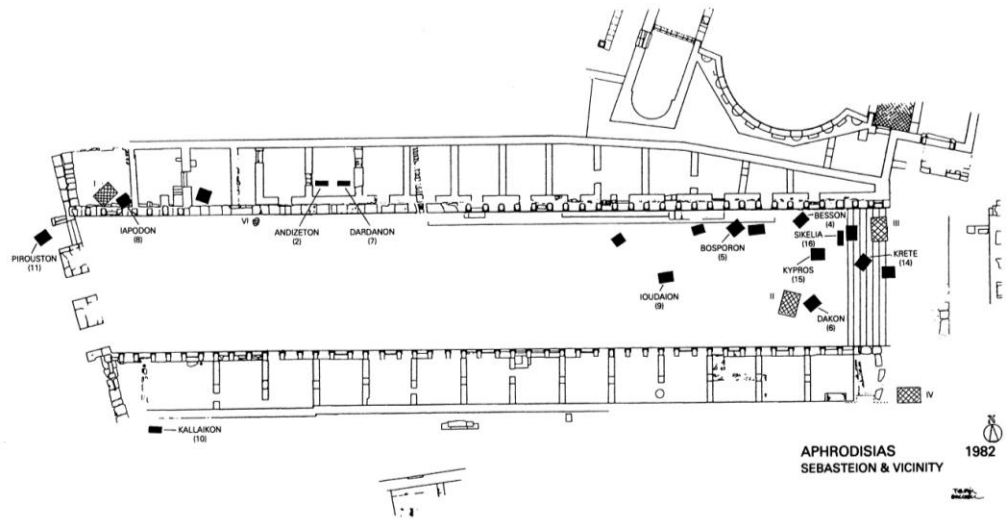 I
IAPODON
(8)
PIROUSTON
(11)
VI
ANDIZETON
(2)
DARDANON
(7)
BOSPORON
(5)
BESSON
(4)
SIKELIA
(16)
III
KRETE
(14)
KYPROS
(15)
IOUDAION
(9)
II
DAKON
(6)
IV
KALLAIKON
(10)
N
APHRODISIAS 1982
SEBASTEION & VICINITY